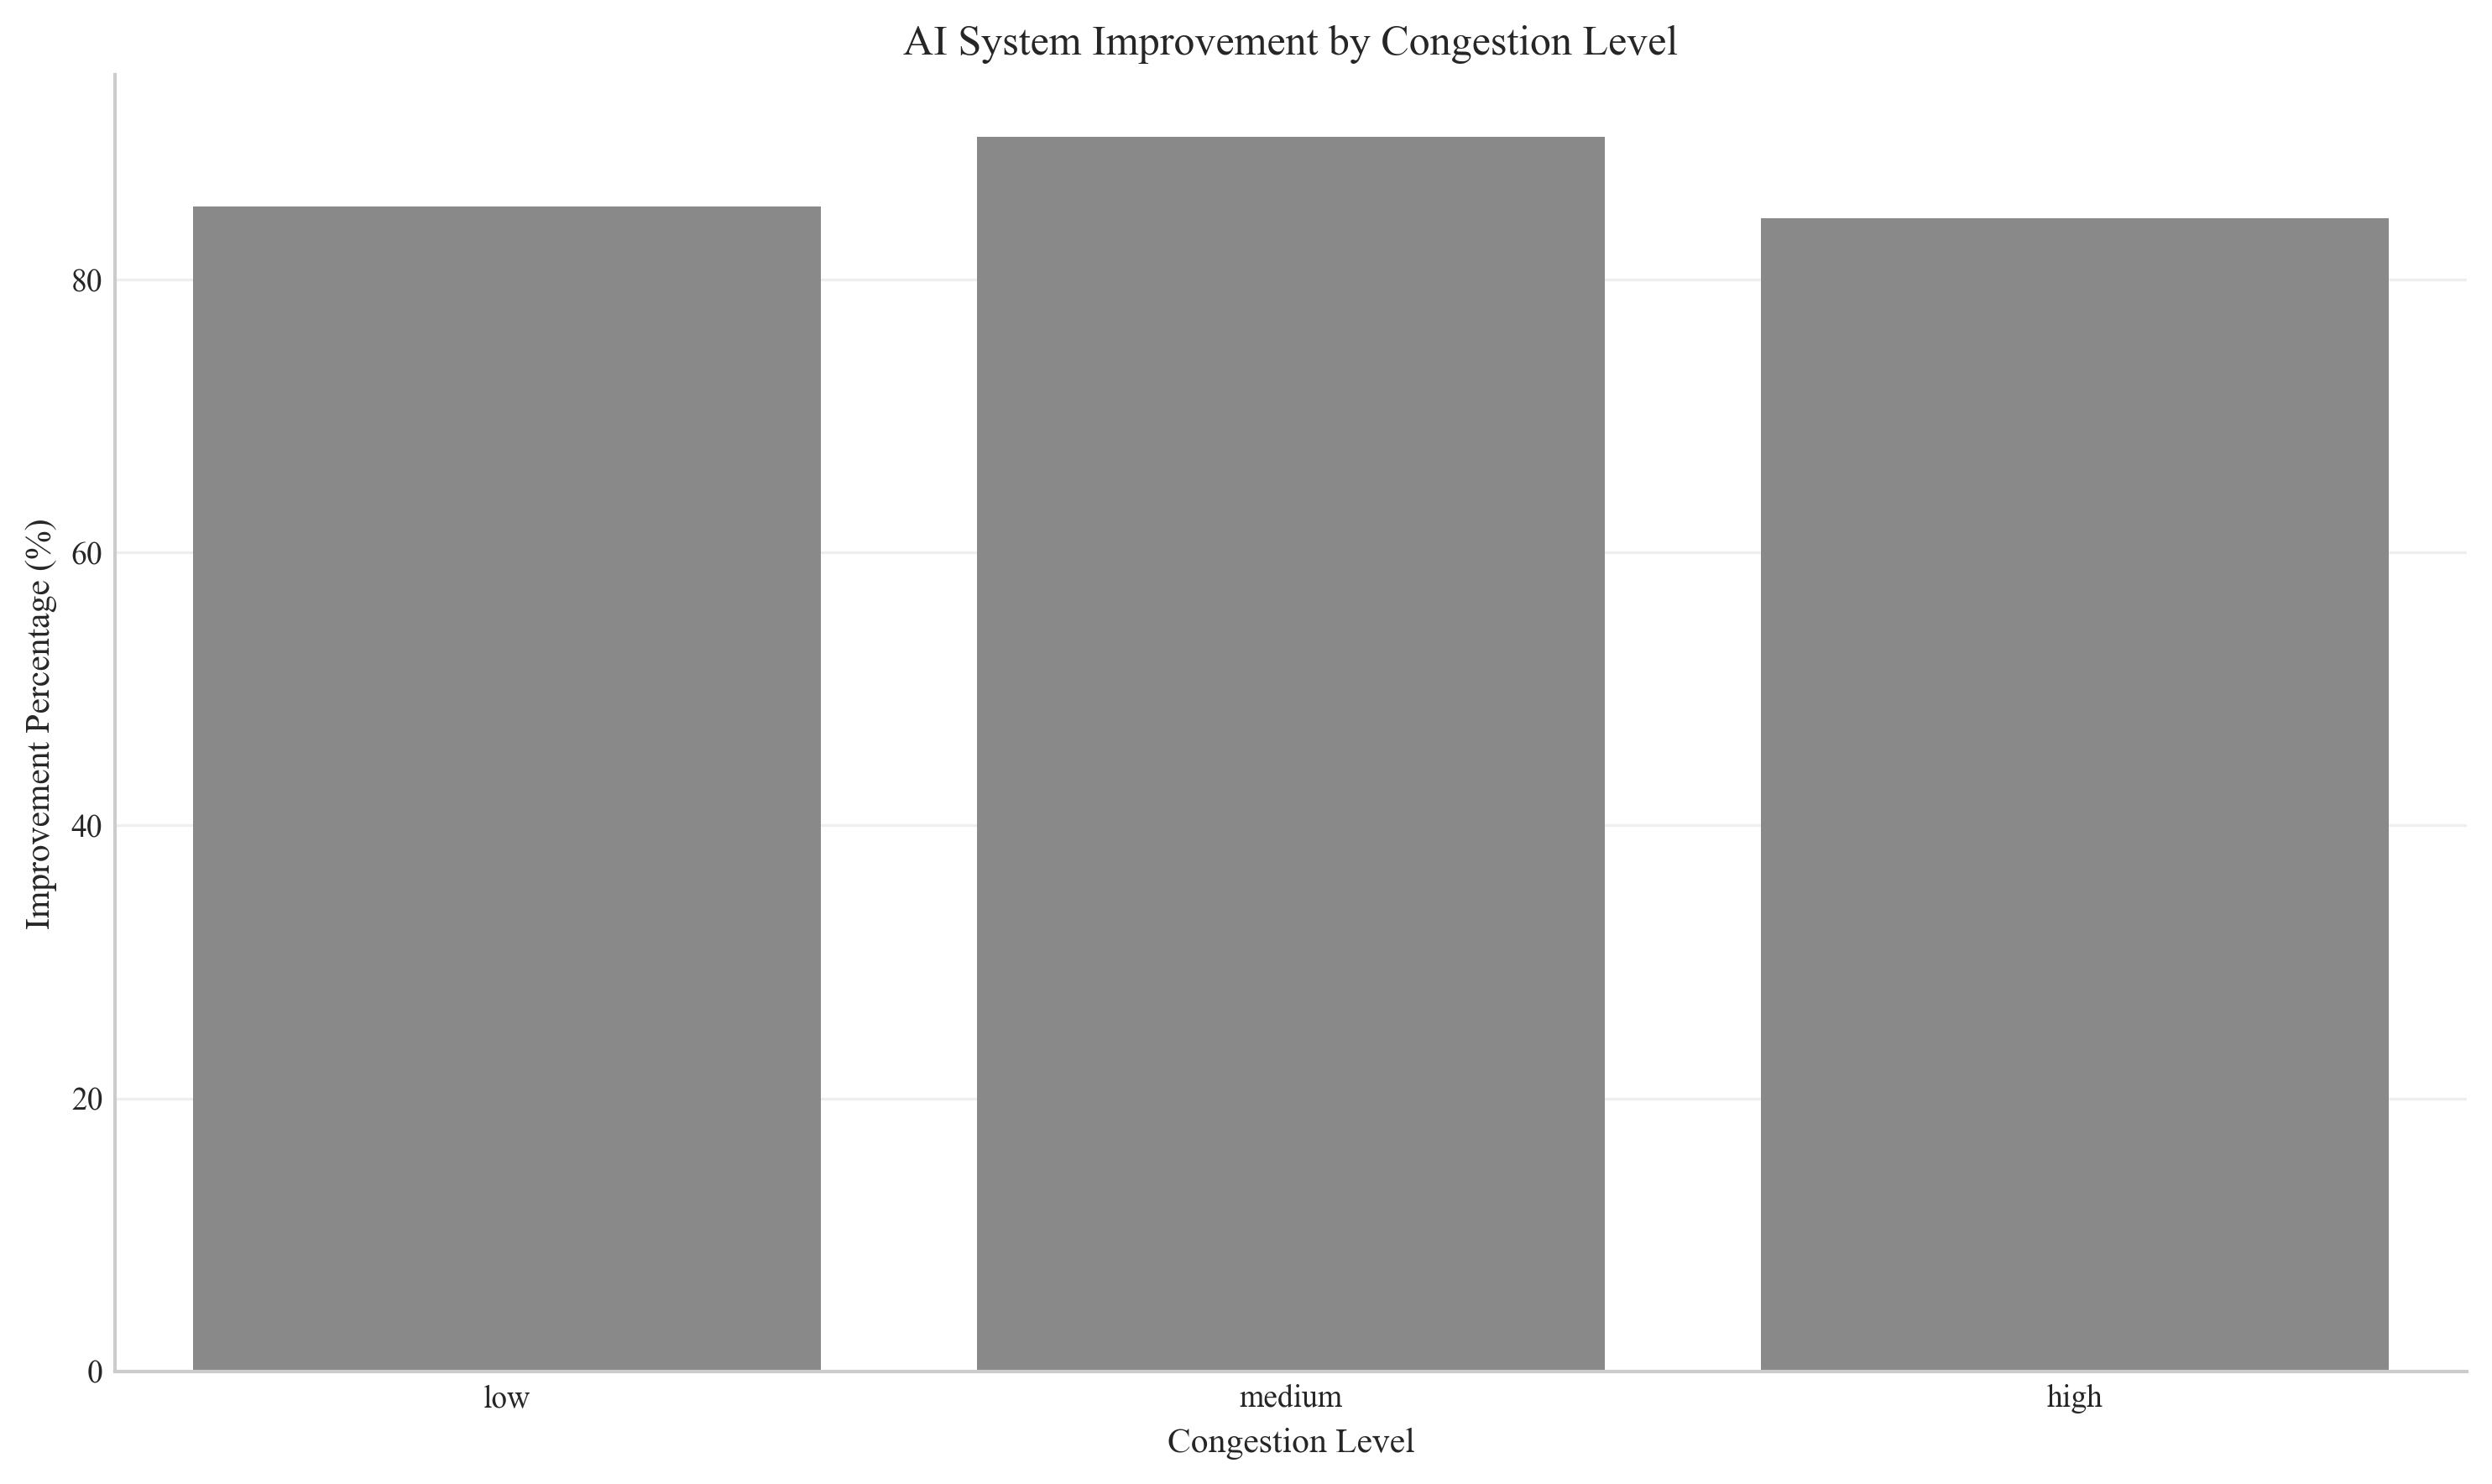 AI System Improvement by Congestion Level
Improvement Percentage (%)
80
60
40
20
0
low
medium
high
Congestion Level